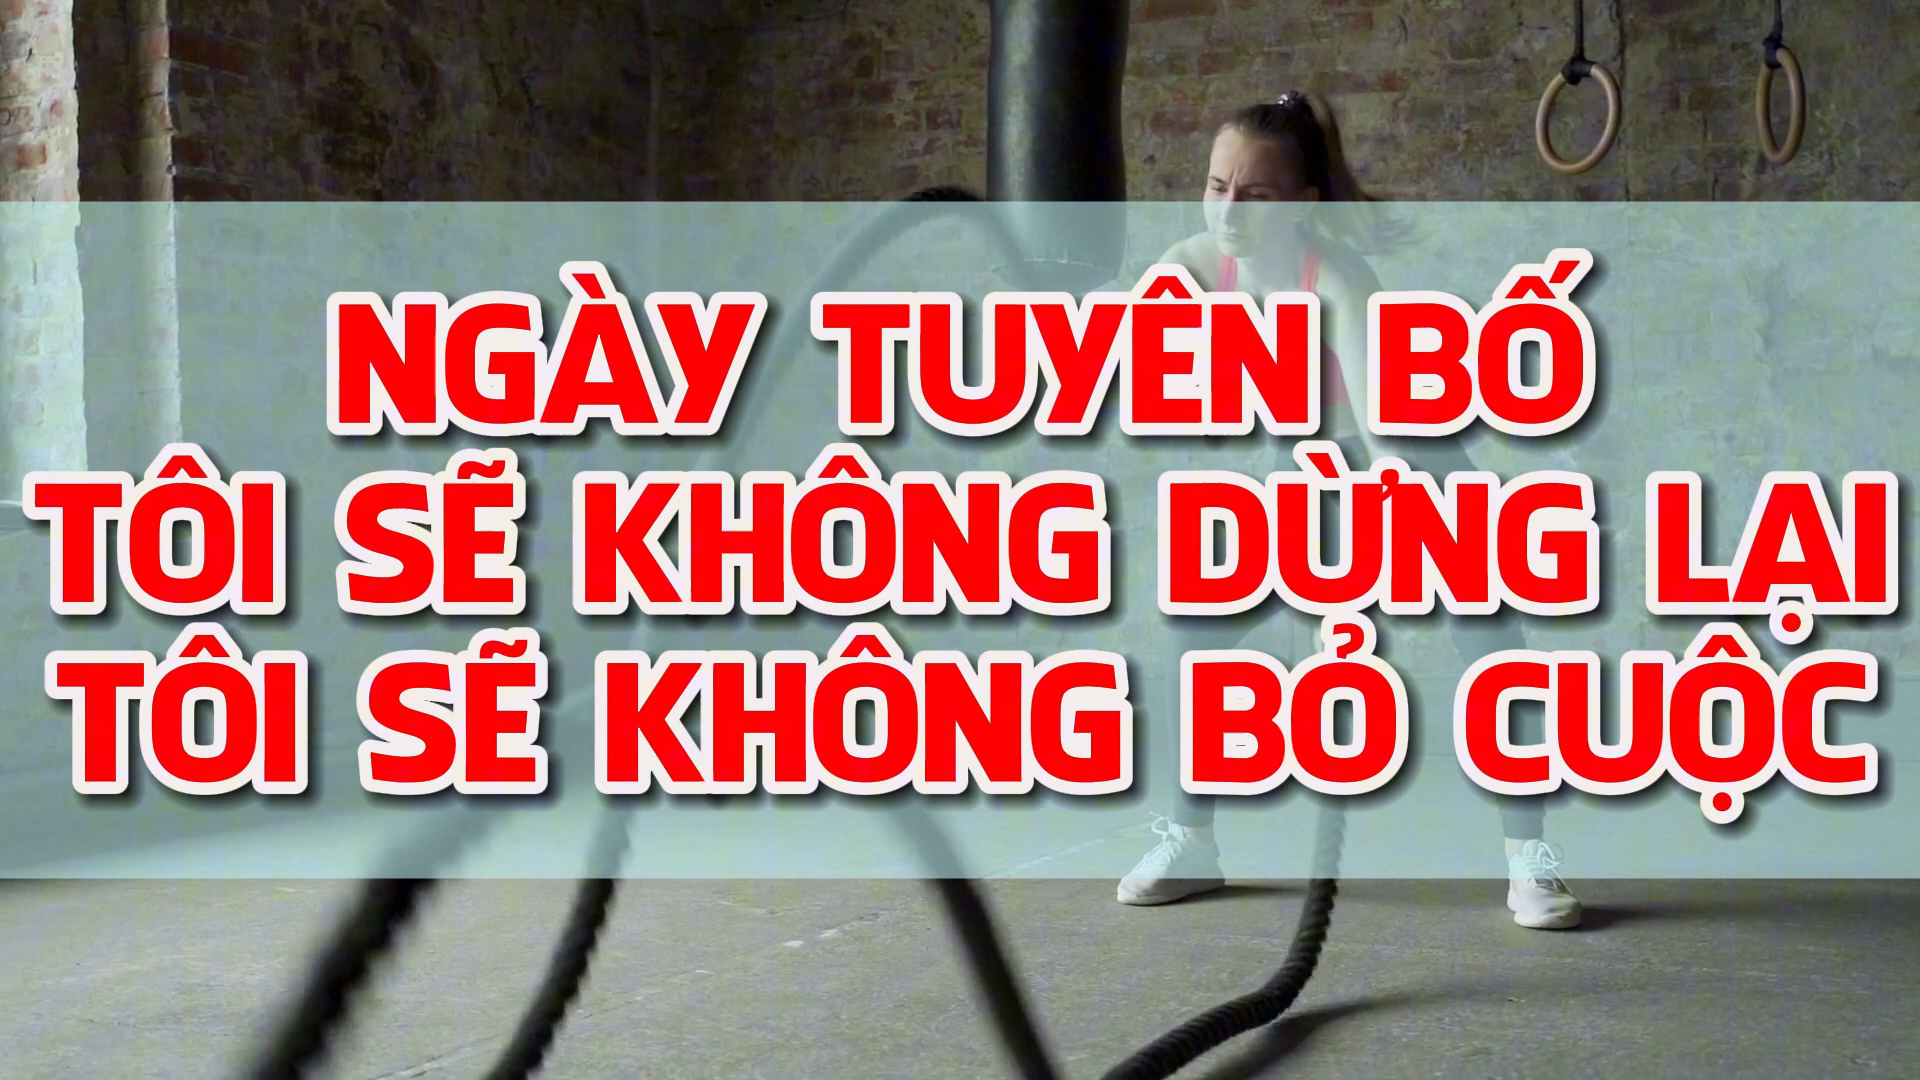 NGÀY TUYÊN BỐ
TÔI SẼ KHÔNG DỪNG LẠI
TÔI SẼ KHÔNG BỎ CUỘC